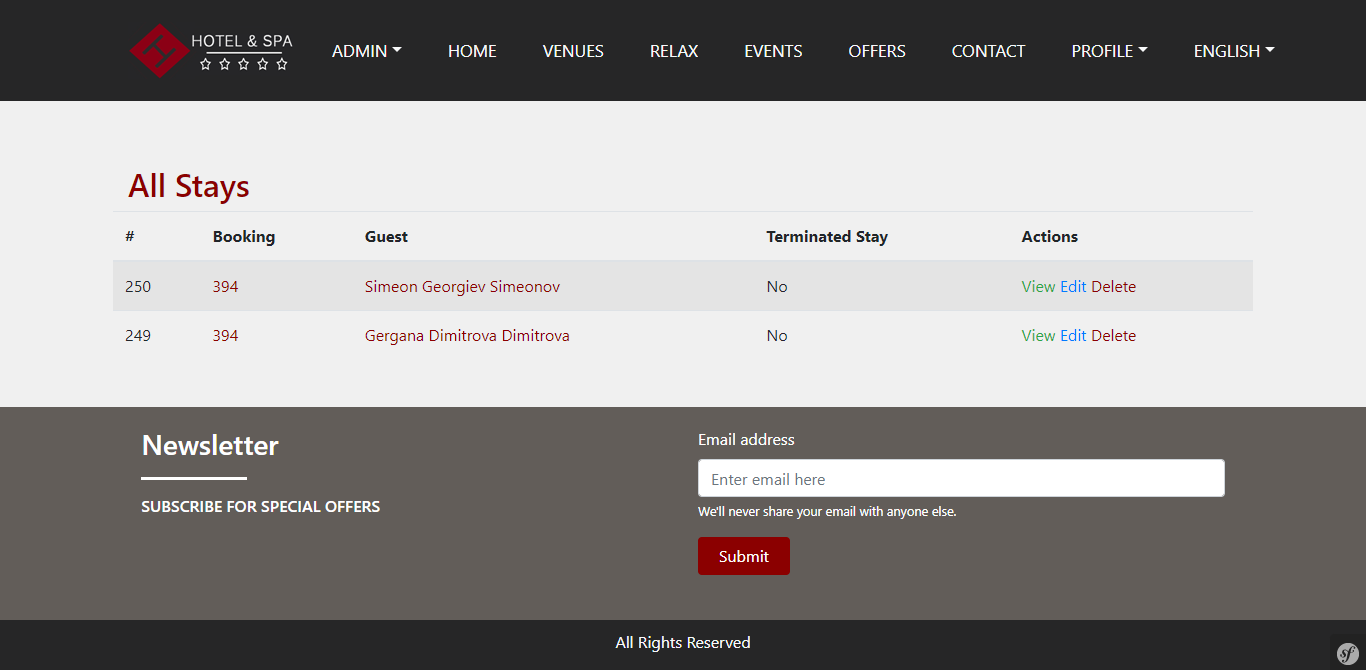 HOTEL & SPA
ADMIN HOME VENUES RELAX EVENTS OFFERS CONTACT PROFILE ENGLISH
All Stays
# Booking Guest Terminated Stay Actions
250 394 Simeon Georgiev Simeonov No View Edit Delete
249 394 Gergana Dimitrova Dimitrova No View Edit Delete
Newsletter
SUBSCRIBE FOR SPECIAL OFFERS
Email address
Enter email here
We'll never share your email with anyone else.
Submit
All Rights Reserved
sf